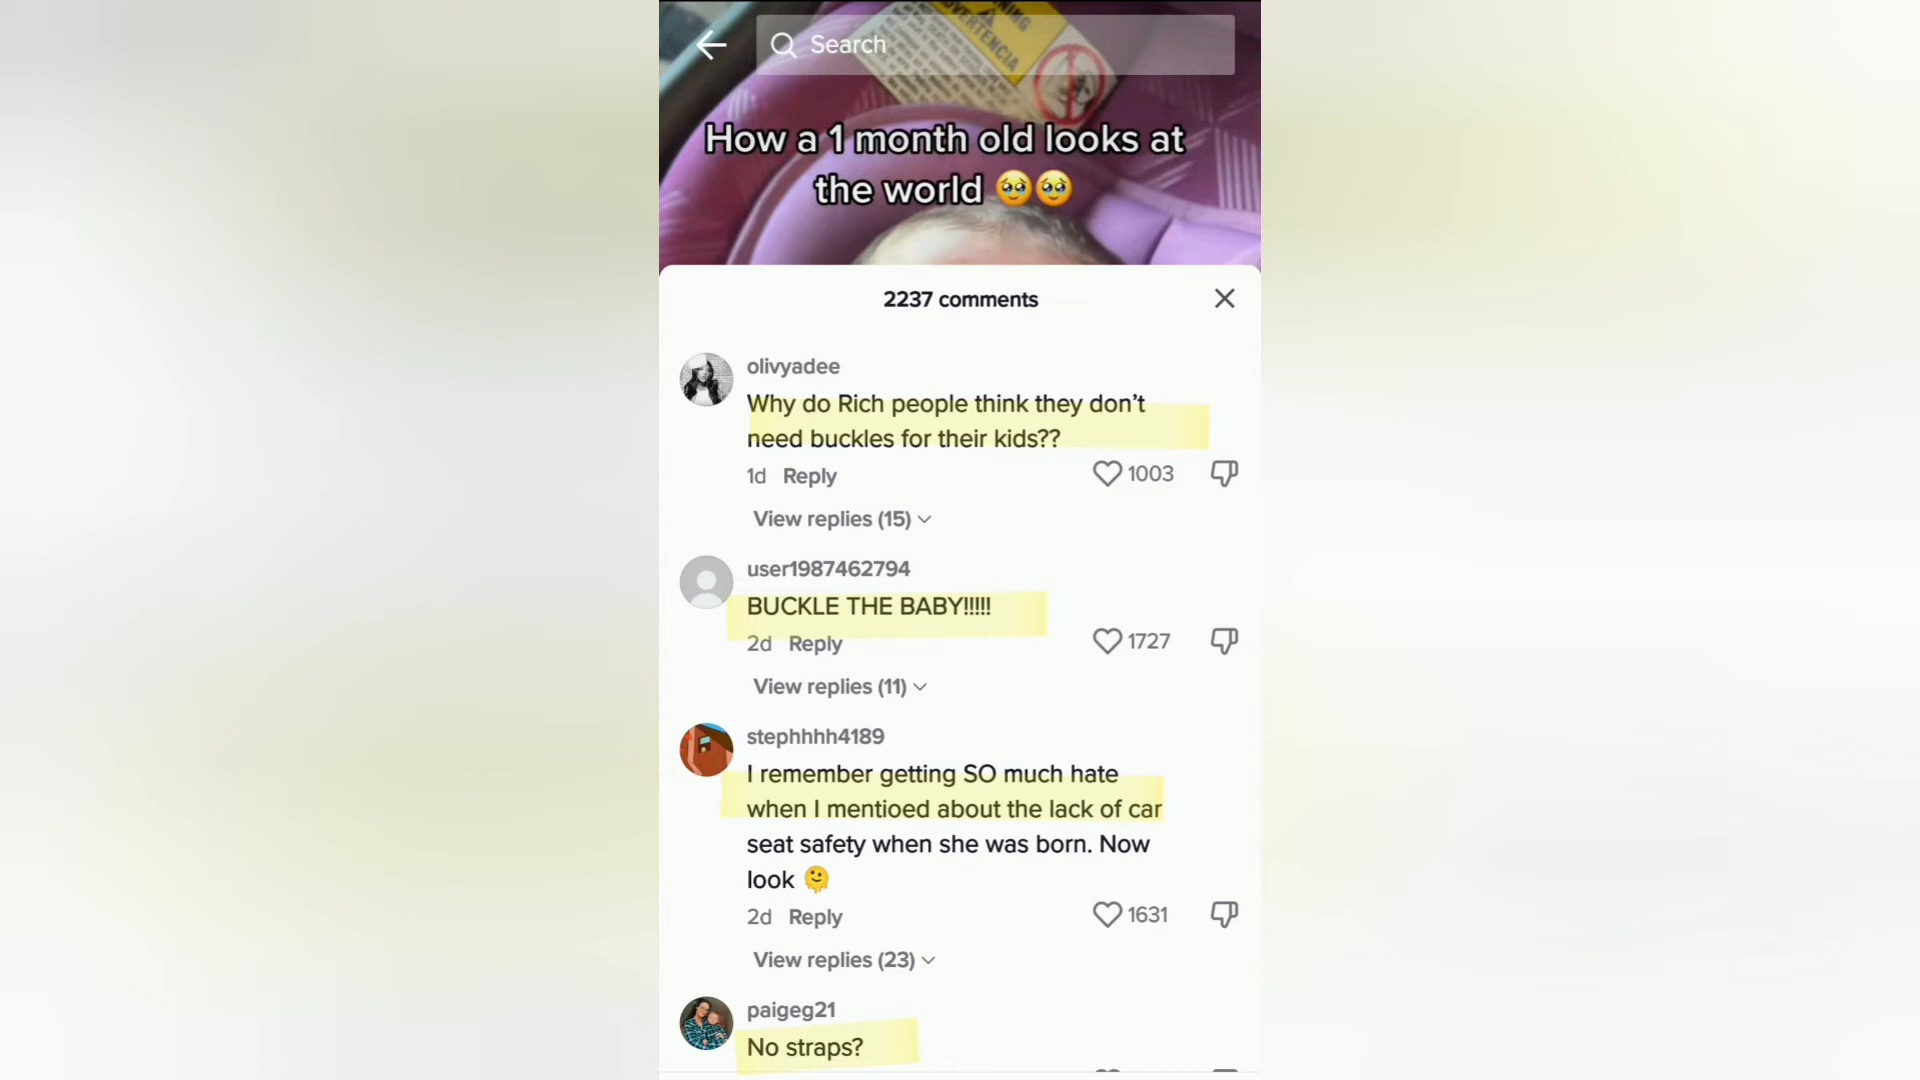 WARNING
ADVERTENCIA
Search
How a 1 month old looks at
the world 🥹🥹
2237 comments
olivyadee
Why do Rich people think they don’t
need buckles for their kids??
1d Reply 1003
View replies (15)
user1987462794
BUCKLE THE BABY!!!!!
2d Reply 1727
View replies (11)
stephhhh4189
I remember getting SO much hate
when I mentioed about the lack of car
seat safety when she was born. Now
look 🫠
2d Reply 1631
View replies (23)
paigeg21
No straps?